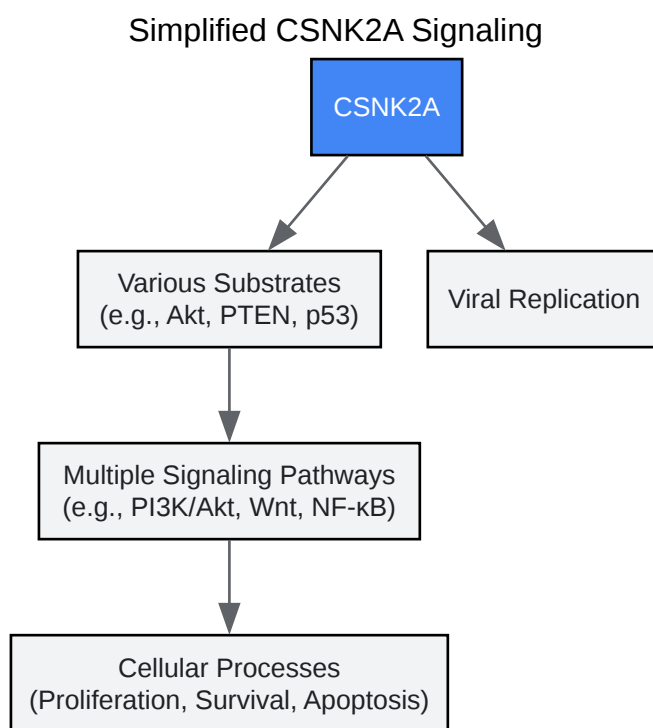 Simplified CSNK2A Signaling
CSNK2A
Various Substrates
(e.g., Akt, PTEN, p53)
Viral Replication
Multiple Signaling Pathways
(e.g., PI3K/Akt, Wnt, NF-κB)
Cellular Processes
(Proliferation, Survival, Apoptosis)